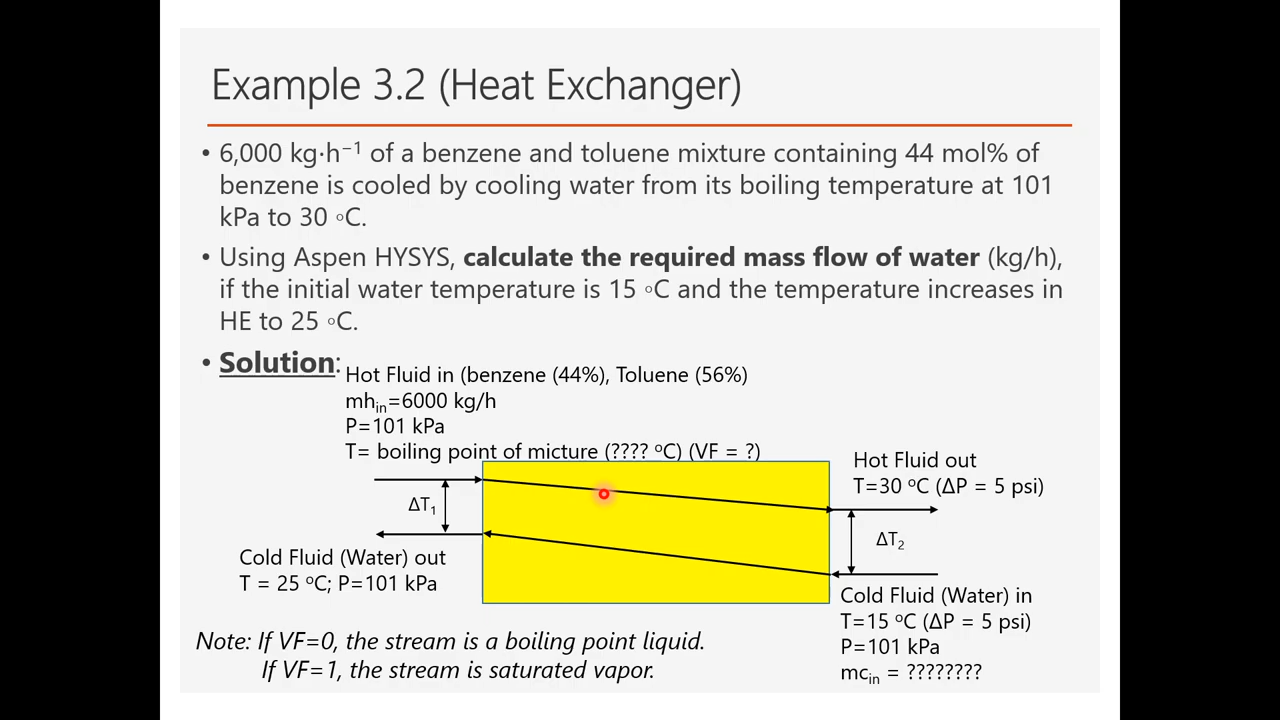 Example 3.2 (Heat Exchanger)
• 6,000 kg·h⁻¹ of a benzene and toluene mixture containing 44 mol% of
benzene is cooled by cooling water from its boiling temperature at 101
kPa to 30 ◦C.
• Using Aspen HYSYS, calculate the required mass flow of water (kg/h),
if the initial water temperature is 15 ◦C and the temperature increases in
HE to 25 ◦C.
• Solution:
Hot Fluid in (benzene (44%), Toluene (56%)
mhin=6000 kg/h
P=101 kPa
T= boiling point of micture (???? ºC) (VF = ?)
Hot Fluid out
T=30 ºC (ΔP = 5 psi)
ΔT1
ΔT2
Cold Fluid (Water) out
T = 25 ºC; P=101 kPa
Cold Fluid (Water) in
T=15 ºC (ΔP = 5 psi)
P=101 kPa
mcin = ????????
Note: If VF=0, the stream is a boiling point liquid.
If VF=1, the stream is saturated vapor.